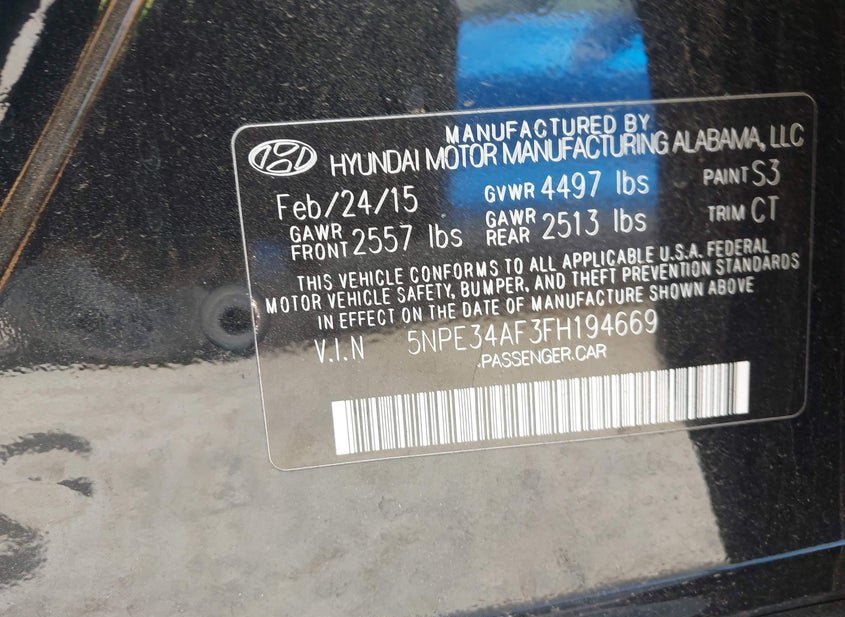 MANUFACTURED BY
HYUNDAI MOTOR MANUFACTURING ALABAMA, LLC
Feb/24/15 GVWR 4497 lbs PAINT S3
GAWR FRONT 2557 lbs GAWR REAR 2513 lbs TRIM CT
THIS VEHICLE CONFORMS TO ALL APPLICABLE U.S.A. FEDERAL
MOTOR VEHICLE SAFETY, BUMPER, AND THEFT PREVENTION STANDARDS
IN EFFECT ON THE DATE OF MANUFACTURE SHOWN ABOVE
V.I.N 5NPE34AF3FH194669
.PASSENGER.CAR